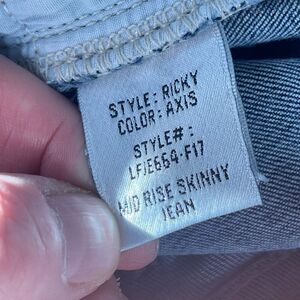 STYLE: RICKY
COLOR: AXIS
STYLE#:
LFJE664-F17
MID RISE SKINNY
JEAN